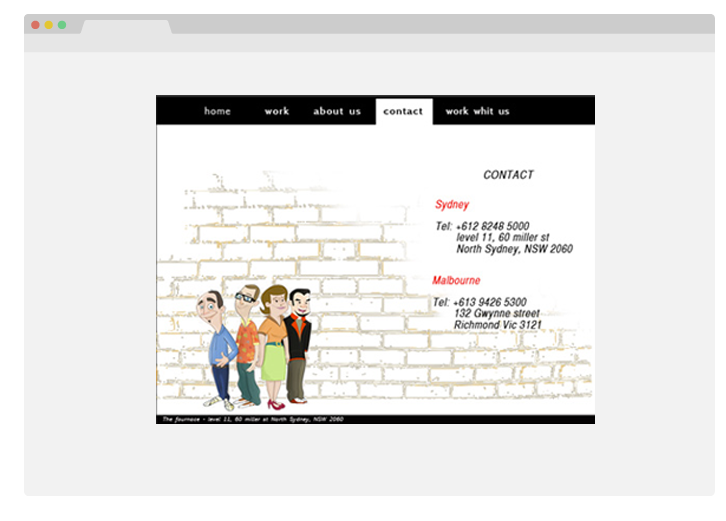 home work about us contact work whit us
CONTACT
Sydney
Tel: +612 8248 5000
level 11, 60 miller st
North Sydney, NSW 2060
Malbourne
Tel: +613 9426 5300
132 Gwynne street
Richmond Vic 3121
The fournove - level 11, 60 miller st North Sydney, NSW 2060